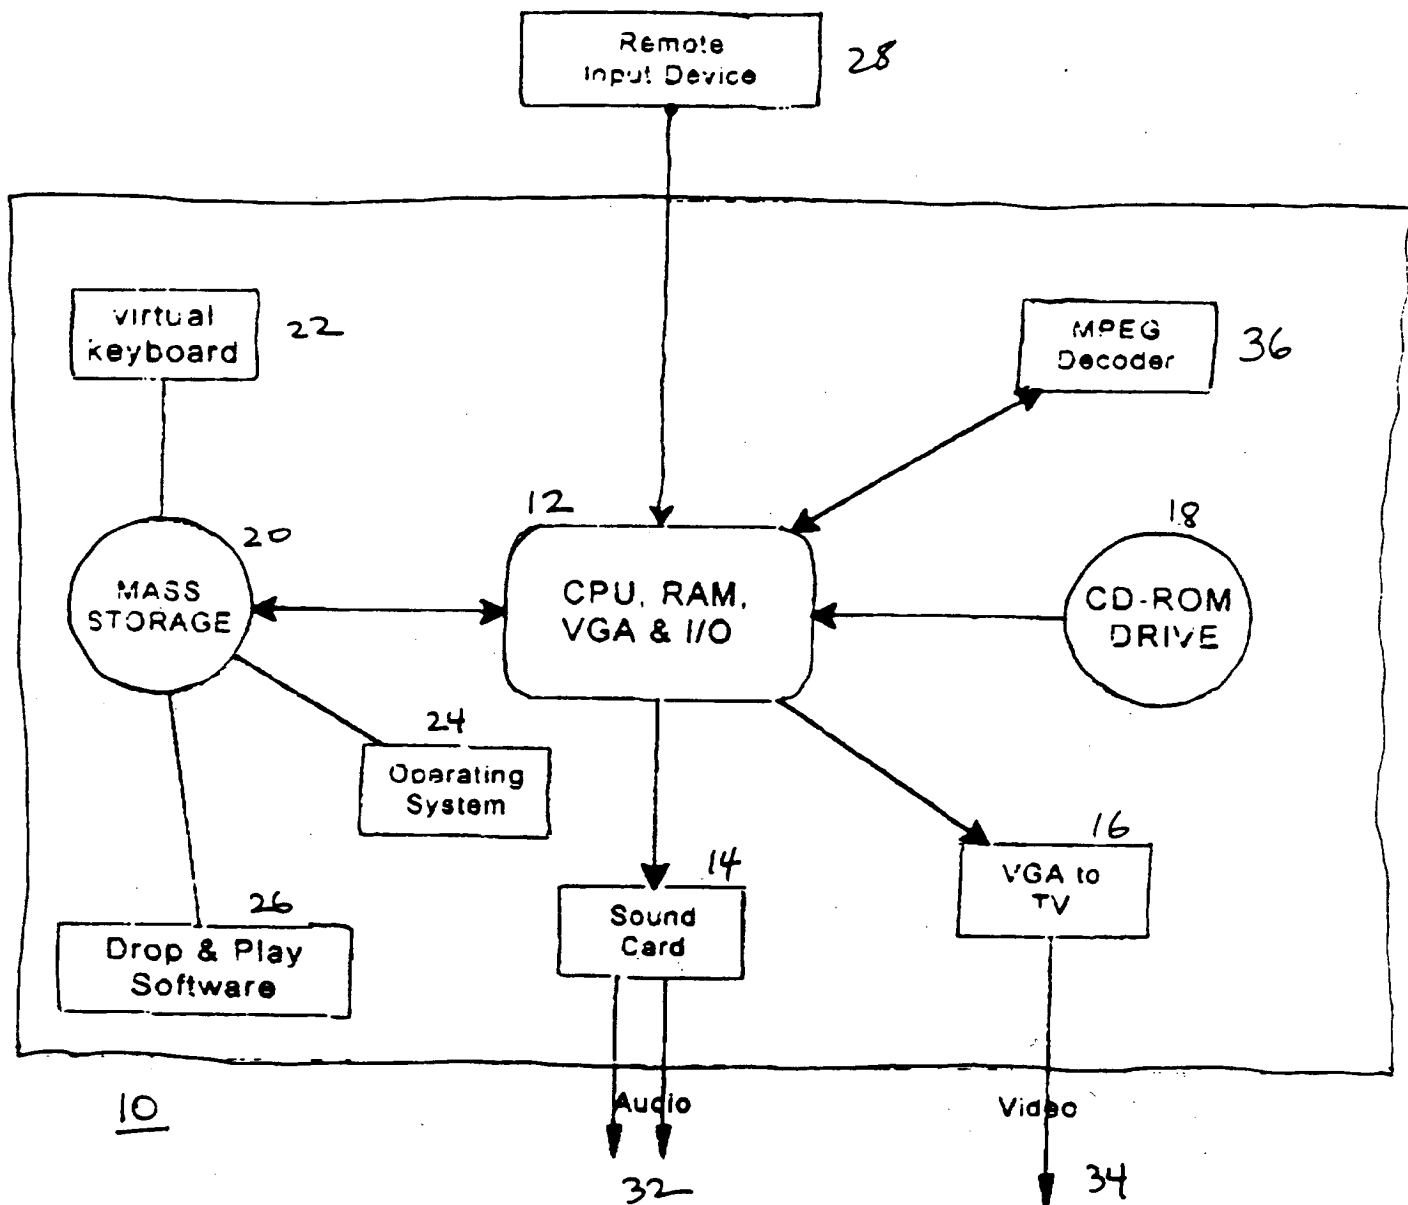 Remote
Input Device
28
virtual
keyboard
22
MPEG
Decoder
36
12
18
20
MASS
STORAGE
CPU, RAM,
VGA & I/O
CD-ROM
DRIVE
24
Operating
System
16
VGA to
TV
14
Sound
Card
26
Drop & Play
Software
10
Audio
Video
32
34